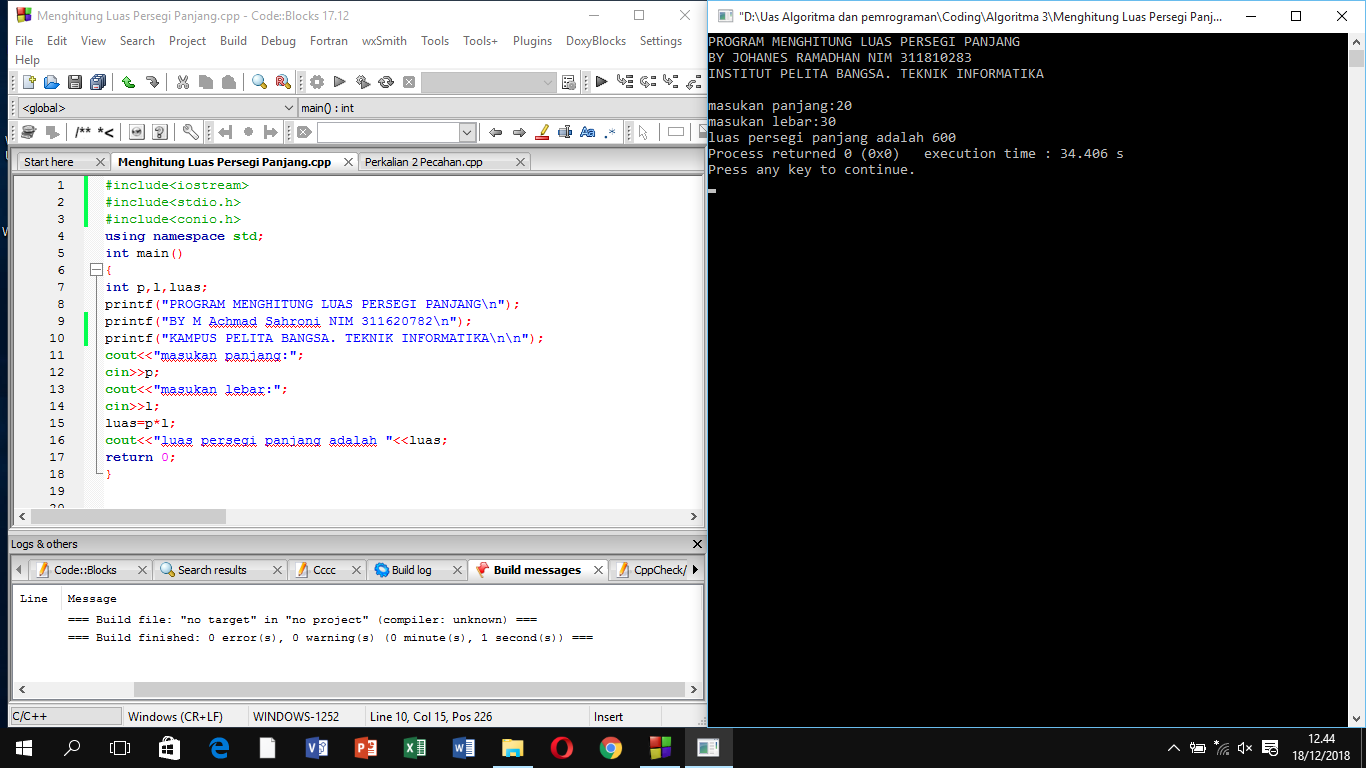 Menghitung Luas Persegi Panjang.cpp - Code::Blocks 17.12
File Edit View Search Project Build Debug Fortran wxSmith Tools Tools+ Plugins DoxyBlocks Settings
Help
<global> main() : int
/** *<
Start here Menghitung Luas Persegi Panjang.cpp Perkalian 2 Pecahan.cpp
1 #include<iostream>
2 #include<stdio.h>
3 #include<conio.h>
4 using namespace std;
5 int main()
6 {
7 int p,l,luas;
8 printf("PROGRAM MENGHITUNG LUAS PERSEGI PANJANG\n");
9 printf("BY M Achmad Sahroni NIM 311620782\n");
10 printf("KAMPUS PELITA BANGSA. TEKNIK INFORMATIKA\n\n");
11 cout<<"masukan panjang:";
12 cin>>p;
13 cout<<"masukan lebar:";
14 cin>>l;
15 luas=p*l;
16 cout<<"luas persegi panjang adalah "<<luas;
17 return 0;
18 }
19
20
Logs & others
Code::Blocks Search results Cccc Build log Build messages CppCheck/
Line Message
=== Build file: "no target" in "no project" (compiler: unknown) ===
=== Build finished: 0 error(s), 0 warning(s) (0 minute(s), 1 second(s)) ===
C/C++ Windows (CR+LF) WINDOWS-1252 Line 10, Col 15, Pos 226 Insert
"D:\Uas Algoritma dan pemrograman\Coding\Algoritma 3\Menghitung Luas Persegi Panj...
PROGRAM MENGHITUNG LUAS PERSEGI PANJANG
BY JOHANES RAMADHAN NIM 311810283
INSTITUT PELITA BANGSA. TEKNIK INFORMATIKA
masukan panjang:20
masukan lebar:30
luas persegi panjang adalah 600
Process returned 0 (0x0)   execution time : 34.406 s
Press any key to continue.
12.44
18/12/2018